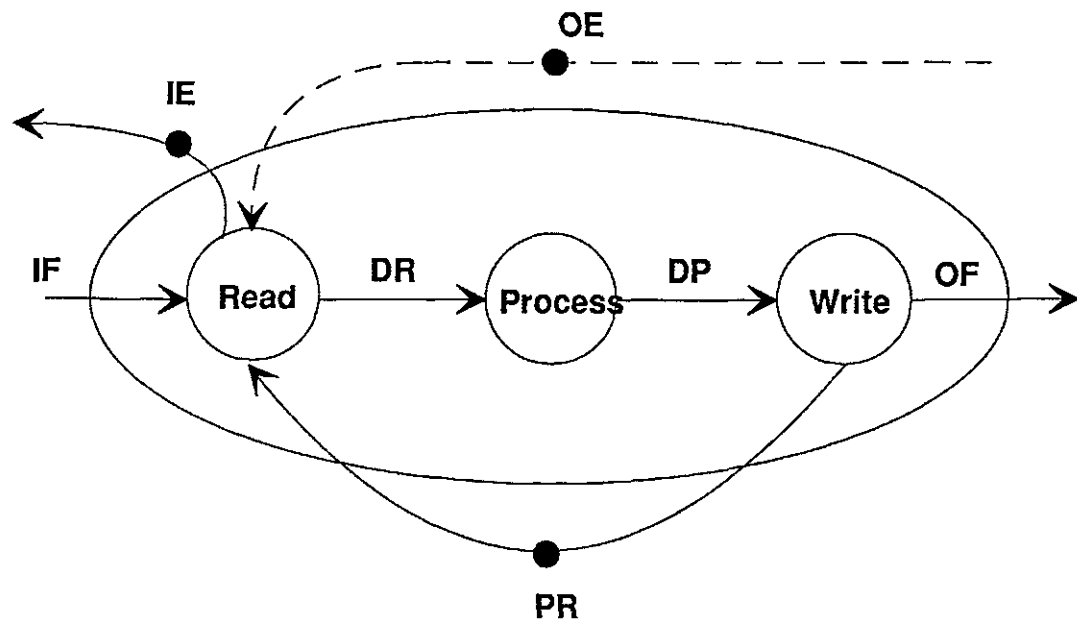 OE
IE
IF
DR
DP
OF
Read
Process
Write
PR